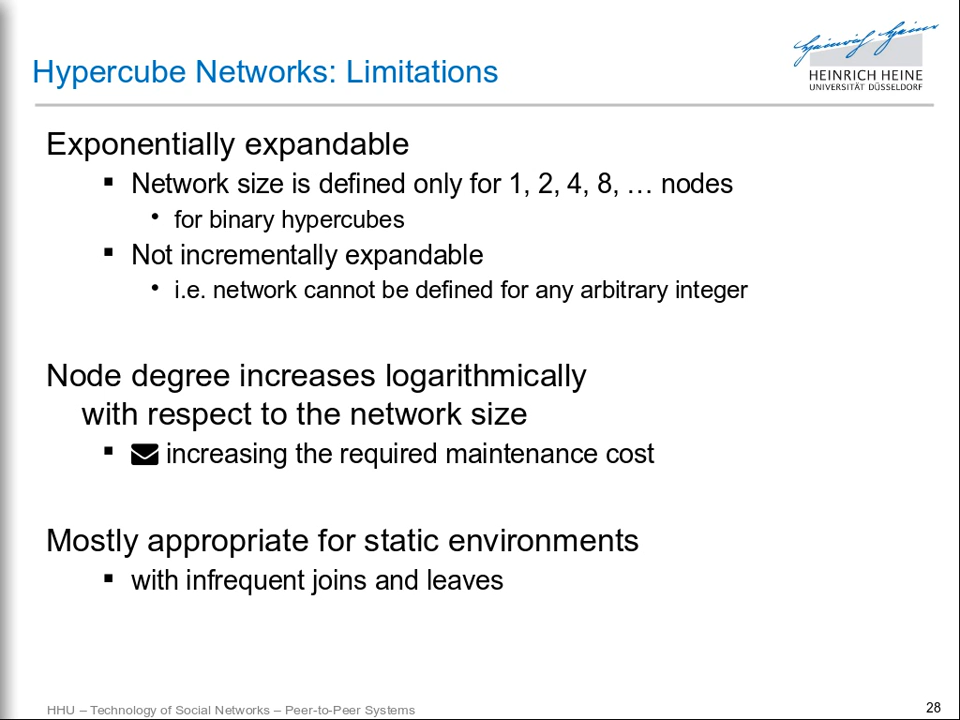 Hypercube Networks: Limitations
Heinrich Heine
HEINRICH HEINE
UNIVERSITÄT DÜSSELDORF
Exponentially expandable
▪ Network size is defined only for 1, 2, 4, 8, … nodes
• for binary hypercubes
▪ Not incrementally expandable
• i.e. network cannot be defined for any arbitrary integer
Node degree increases logarithmically
with respect to the network size
▪ increasing the required maintenance cost
Mostly appropriate for static environments
▪ with infrequent joins and leaves
HHU – Technology of Social Networks – Peer-to-Peer Systems
28